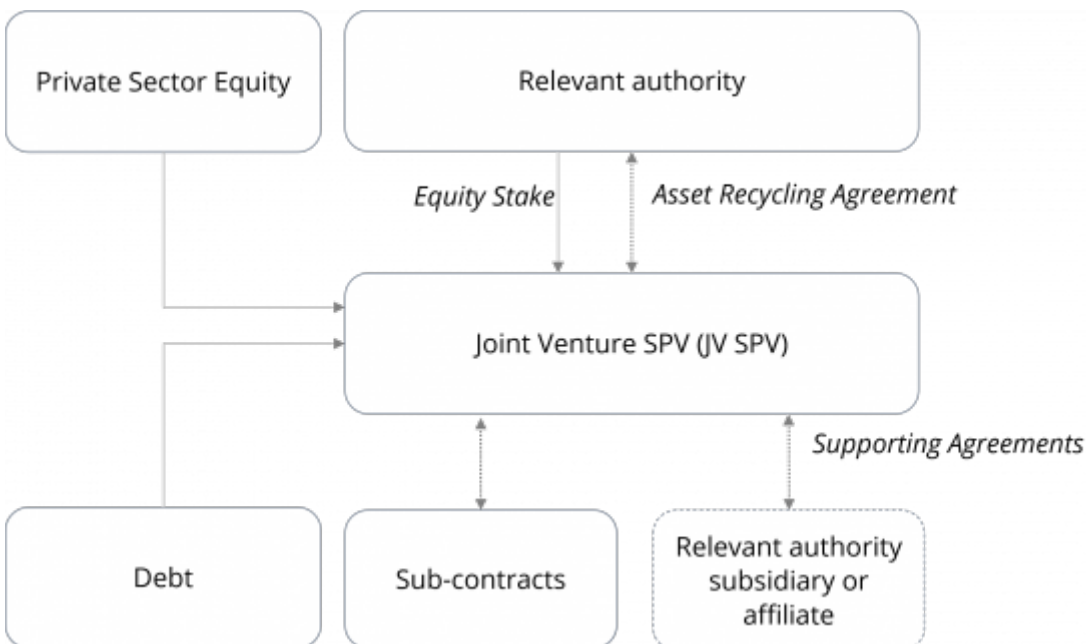 Private Sector Equity
Relevant authority
Equity Stake
Asset Recycling Agreement
Joint Venture SPV (JV SPV)
Supporting Agreements
Debt
Sub-contracts
Relevant authority
subsidiary or
affiliate